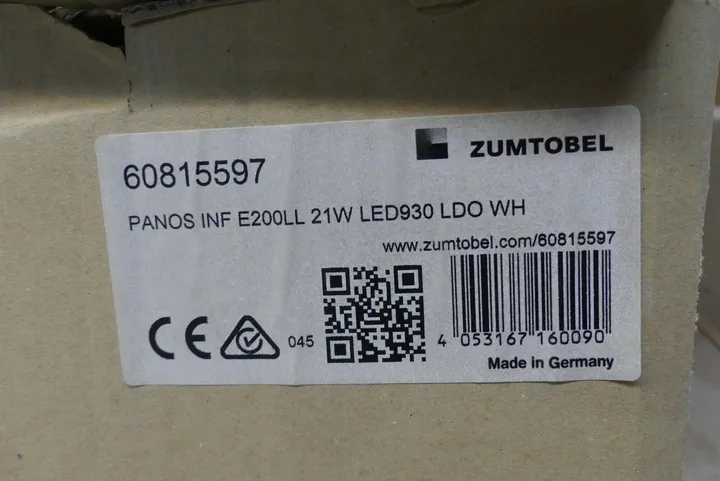 ZUMTOBEL
60815597
PANOS INF E200LL 21W LED930 LDO WH
www.zumtobel.com/60815597
CE
045
4 053167 160090
Made in Germany